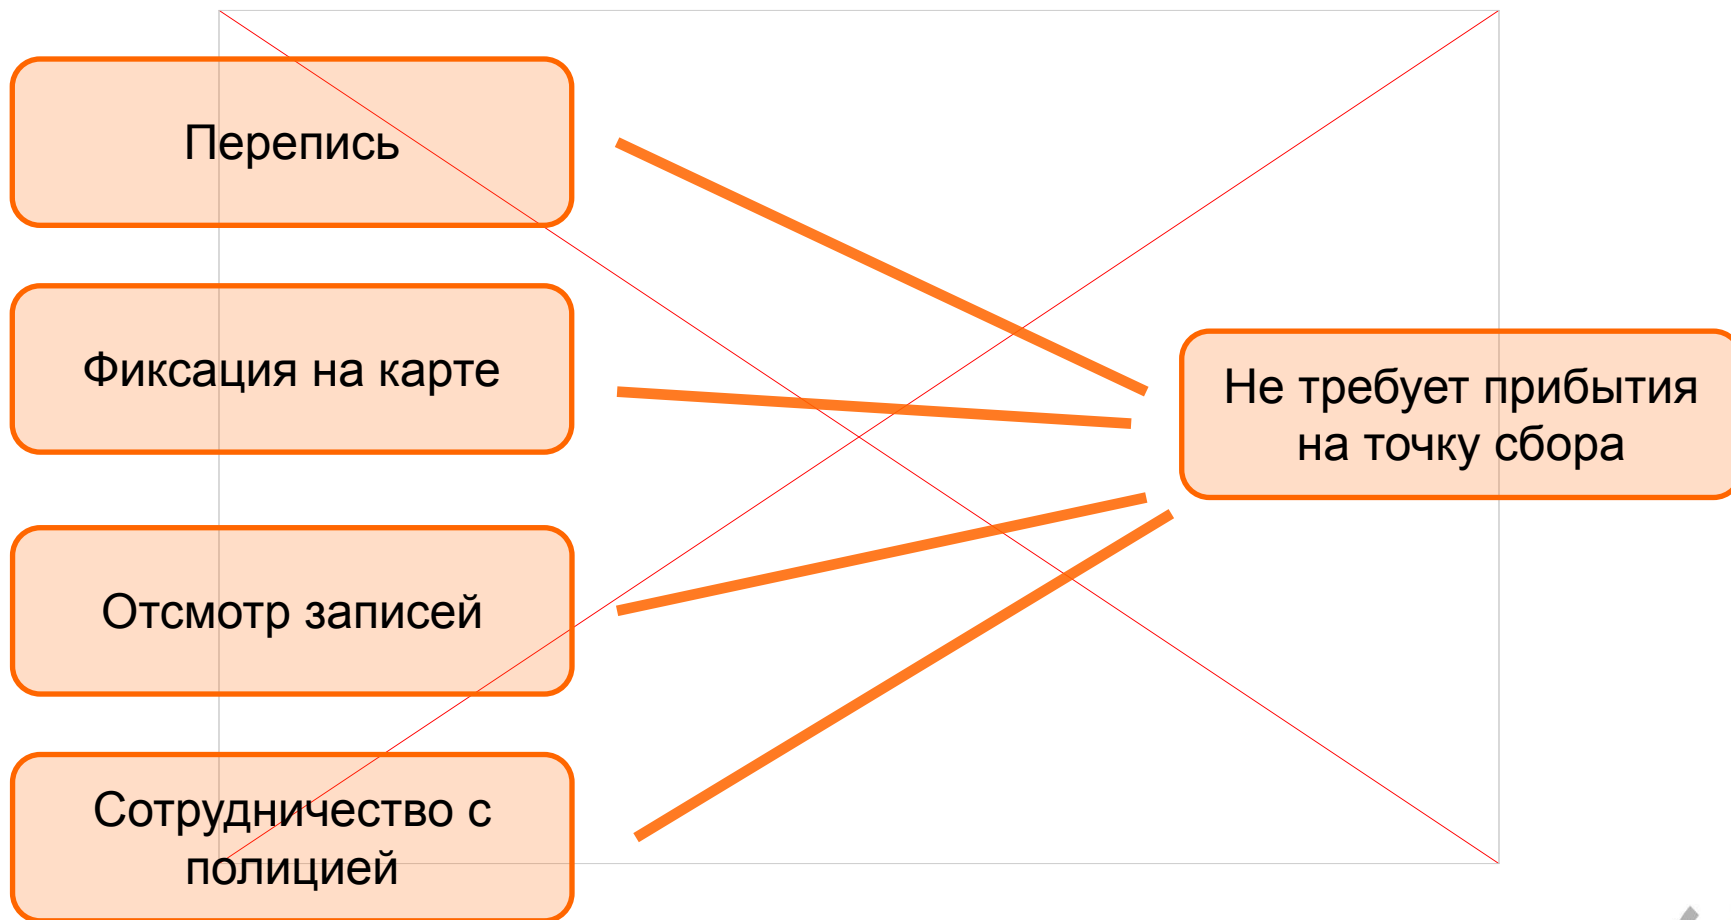 Перепись
Фиксация на карте
Не требует прибытия
на точку сбора
Отсмотр записей
Сотрудничество с
полицией